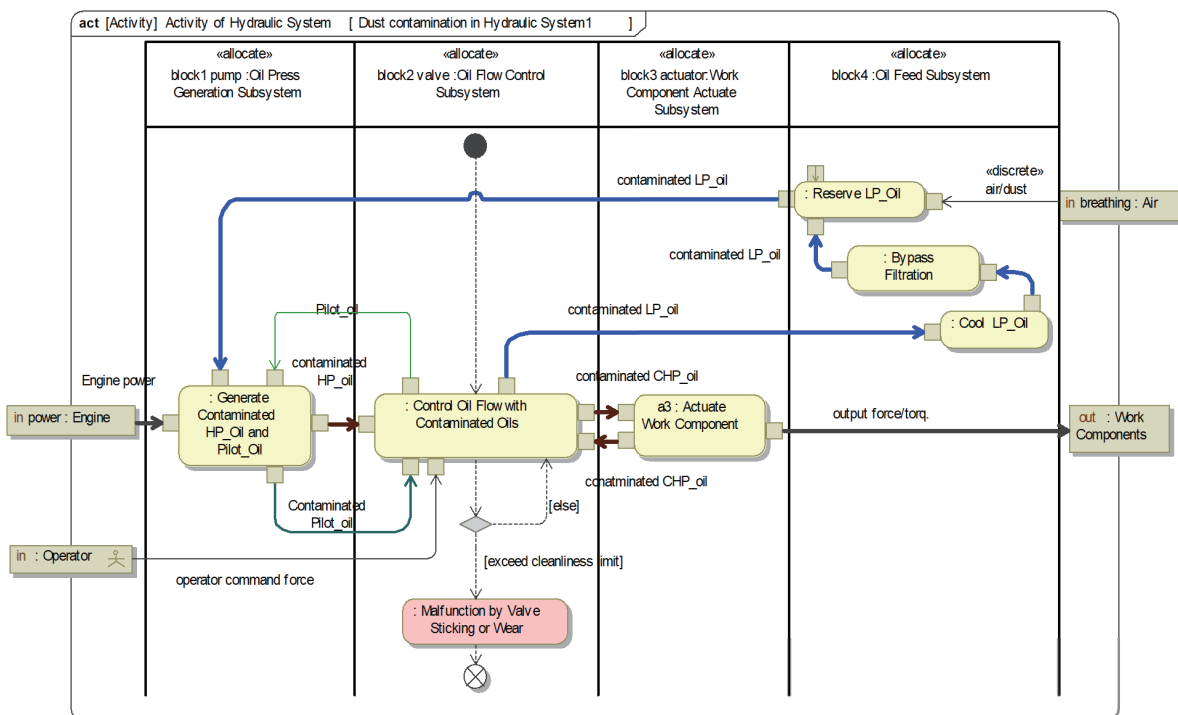 act [Activity] Activity of Hydraulic System [ Dust contamination in Hydraulic System1 ]
«allocate»
block1 pump :Oil Press
Generation Subsystem
«allocate»
block2 valve :Oil Flow Control
Subsystem
«allocate»
block3 actuator:Work
Component Actuate
Subsystem
«allocate»
block4 :Oil Feed Subsystem
contaminated LP_oil
: Reserve LP_Oil
«discrete»
air/dust
in breathing : Air
contaminated LP_oil
: Bypass
Filtration
Pilot_oil
contaminated LP_oil
: Cool LP_Oil
contaminated
HP_oil
Engine power
contaminated CHP_oil
in power : Engine
: Generate
Contaminated
HP_Oil and
Pilot_Oil
: Control Oil Flow with
Contaminated Oils
a3 : Actuate
Work Component
output force/torq.
out : Work
Components
conatminated CHP_oil
Contaminated
Pilot_oil
[else]
in : Operator
operator command force
[exceed cleanliness limit]
: Malfunction by Valve
Sticking or Wear